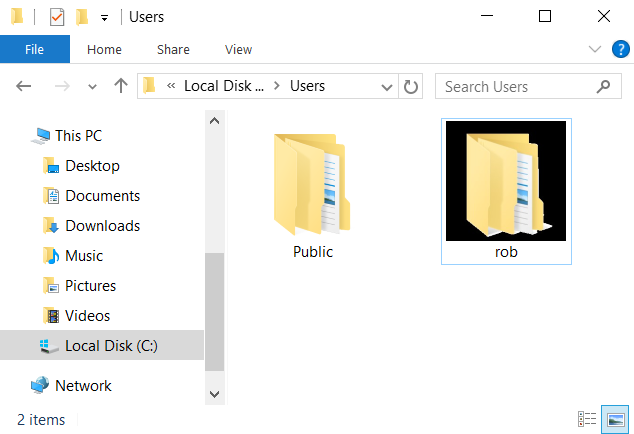 Users
File Home Share View
Local Disk ... Users
Search Users
This PC
Desktop
Documents
Downloads
Music
Pictures
Videos
Local Disk (C:)
Network
Public
rob
2 items